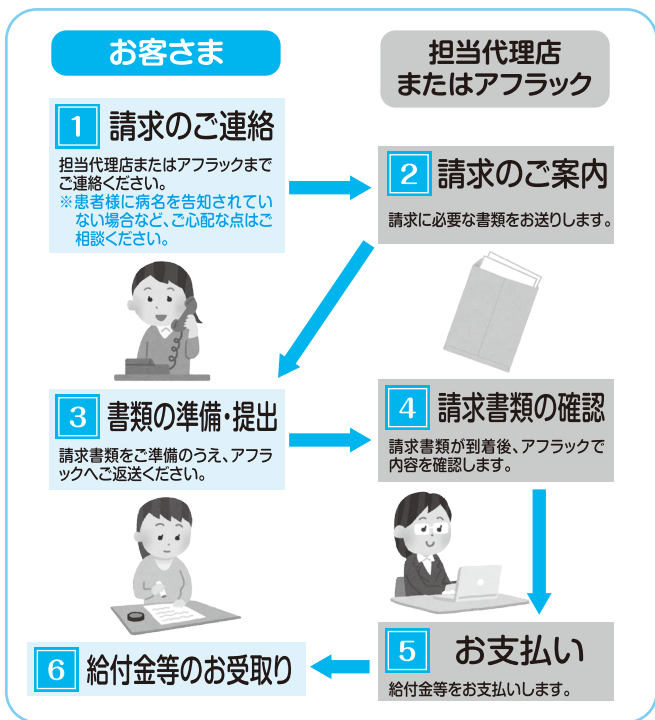 お客さま
担当代理店
またはアフラック
1 請求のご連絡
担当代理店またはアフラックまで
ご連絡ください。
※患者様に病名を告知されてい
ない場合など、ご心配な点はご
相談ください。
2 請求のご案内
請求に必要な書類をお送りします。
3 書類の準備・提出
請求書類をご準備のうえ、アフラ
ックへご返送ください。
4 請求書類の確認
請求書類が到着後、アフラックで
内容を確認します。
5 お支払い
給付金等をお支払いします。
6 給付金等のお受取り